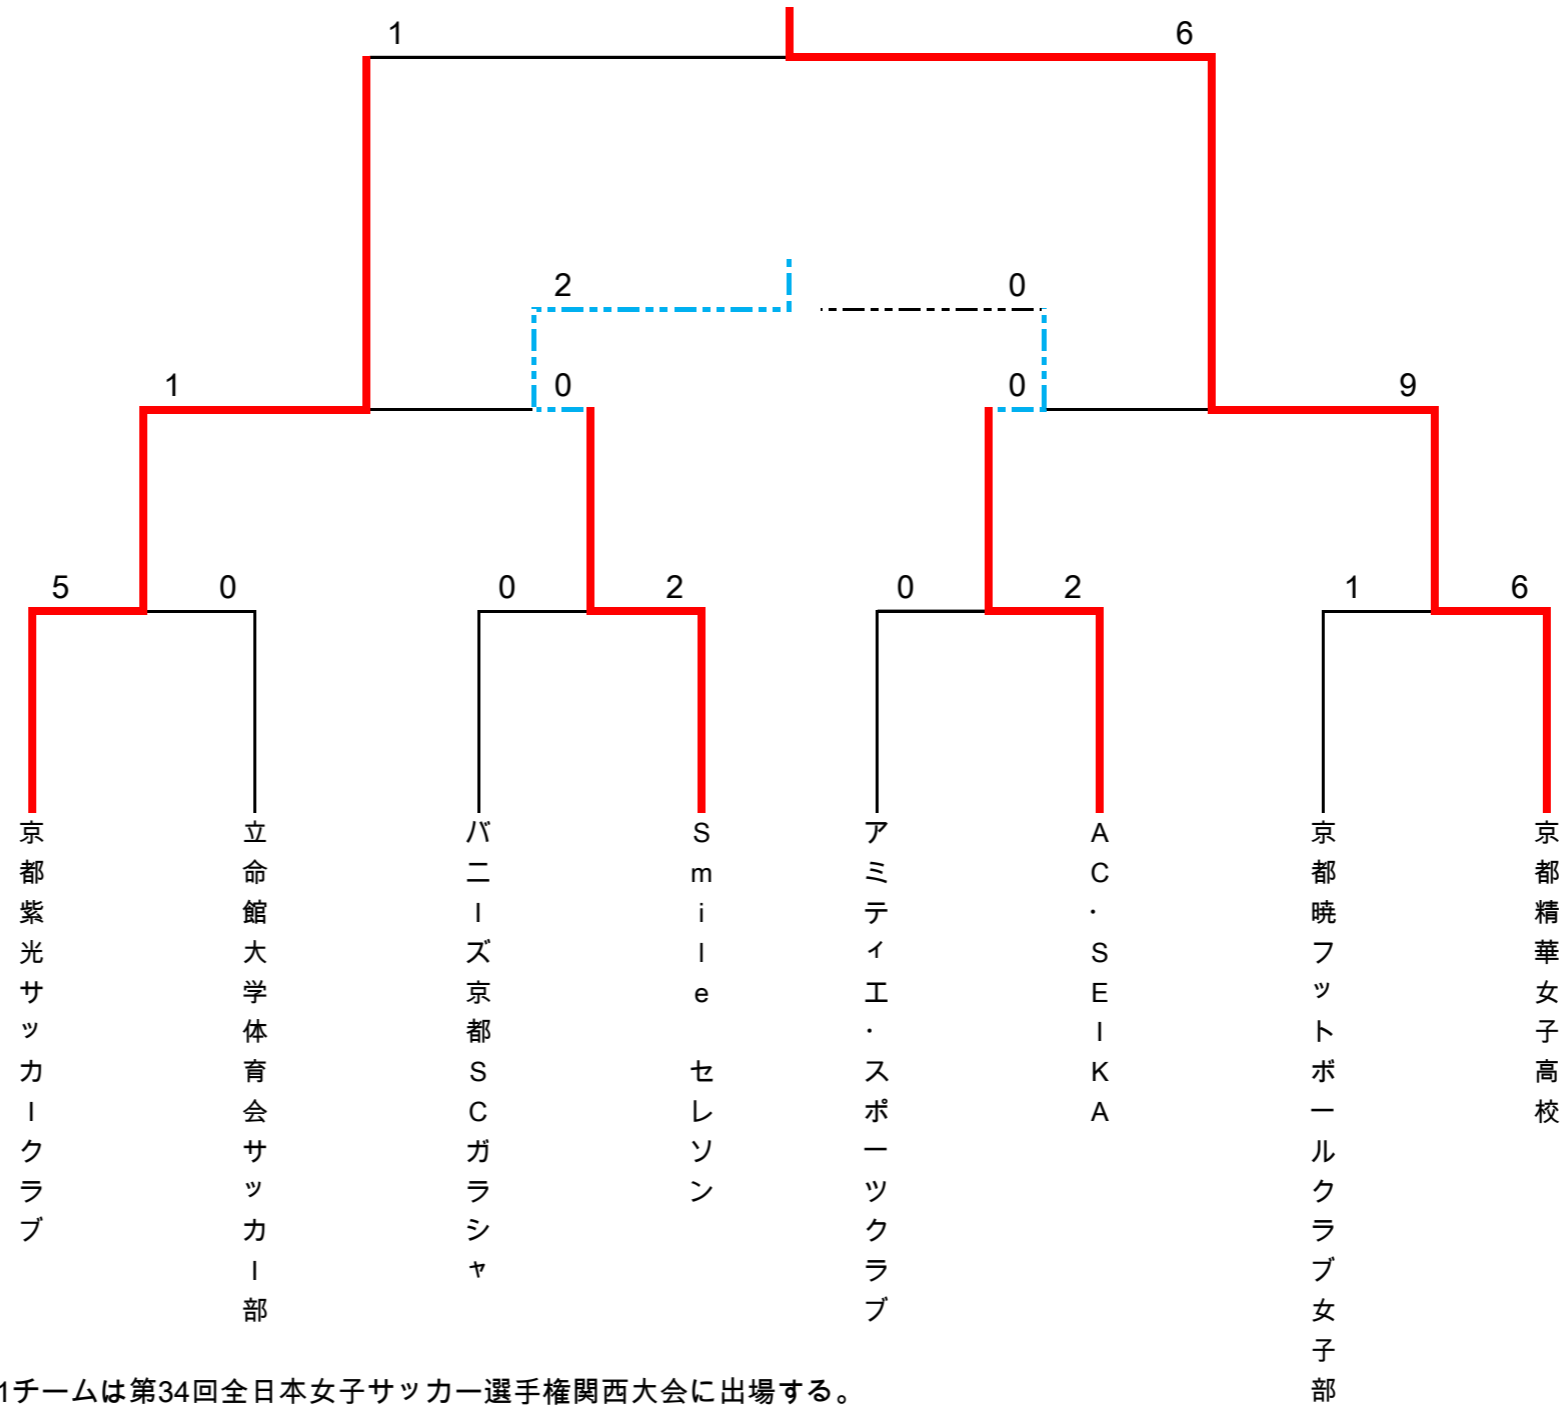 1 6
2 0
1 0 0 9
5 0 0 2 0 2 1 6
京都紫光サッカークラブ
立命館大学体育会サッカー部
バニーズ京都SCガラシャ
Smile セレソン
アミティエ・スポーツクラブ
AC・SEIKA
京都暁フットボールクラブ女子部
京都精華女子高校
1チームは第34回全日本女子サッカー選手権関西大会に出場する。